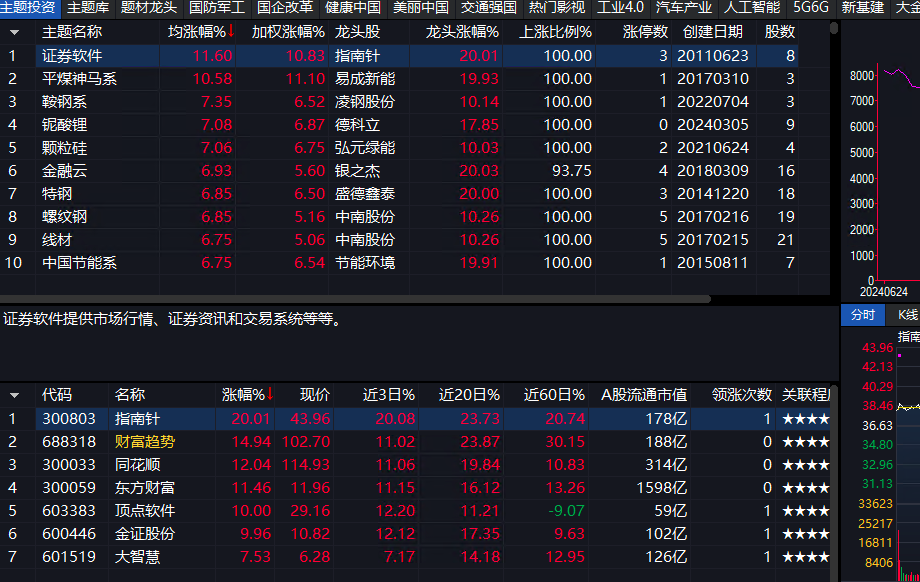 主题投资 主题库 题材龙头 国防军工 国企改革 健康中国 美丽中国 交通强国 热门影视 工业4.0 汽车产业 人工智能 5G6G 新基建 大金
主题名称 均涨幅%↓ 加权涨幅% 龙头股 龙头涨幅% 上涨比例% 涨停数 创建日期 股数
1 证券软件 11.60 10.83 指南针 20.01 100.00 3 20110623 8
2 平煤神马系 10.58 11.10 易成新能 19.93 100.00 1 20170310 3
3 鞍钢系 7.35 6.52 凌钢股份 10.14 100.00 1 20220704 3
4 铌酸锂 7.08 6.87 德科立 17.85 100.00 0 20240305 9
5 颗粒硅 7.06 6.75 弘元绿能 10.03 100.00 2 20210624 4
6 金融云 6.93 5.60 银之杰 20.03 93.75 4 20180309 16
7 特钢 6.85 6.50 盛德鑫泰 20.00 100.00 3 20141220 18
8 螺纹钢 6.85 5.16 中南股份 10.26 100.00 5 20170216 19
9 线材 6.75 5.06 中南股份 10.26 100.00 5 20170215 21
10 中国节能系 6.75 6.54 节能环境 19.91 100.00 1 20150811 7
8000
7000
6000
5000
4000
3000
2000
1000
0
20240624
证券软件提供市场行情、证券资讯和交易系统等等。
分时 K线
指南
代码 名称 涨幅%↓ 现价 近3日% 近20日% 近60日% A股流通市值 领涨次数 关联程度
1 300803 指南针 20.01 43.96 20.08 23.73 20.74 178亿 1 ★★★★
2 688318 财富趋势 14.94 102.70 11.02 23.87 30.15 188亿 0 ★★★★
3 300033 同花顺 12.04 114.93 11.06 19.84 10.83 314亿 0 ★★★★
4 300059 东方财富 11.46 11.96 11.15 16.12 13.26 1598亿 0 ★★★★
5 603383 顶点软件 10.00 29.16 12.20 11.21 -9.07 59亿 1 ★★★★
6 600446 金证股份 9.96 10.82 12.12 17.35 9.63 102亿 1 ★★★★
7 601519 大智慧 7.53 6.28 7.17 14.18 12.95 126亿 1 ★★★★
43.96
42.13
40.29
38.46
36.63
34.80
32.96
31.13
33623
25217
16811
8406